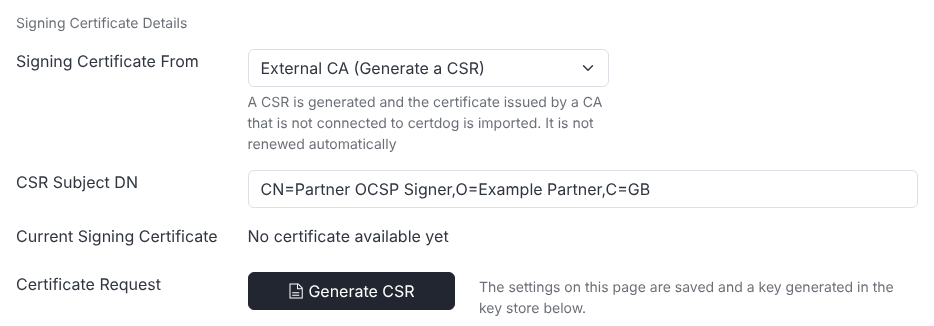 Signing Certificate Details
Signing Certificate From
External CA (Generate a CSR)
A CSR is generated and the certificate issued by a CA
that is not connected to certdog is imported. It is not
renewed automatically
CSR Subject DN
CN=Partner OCSP Signer,O=Example Partner,C=GB
Current Signing Certificate
No certificate available yet
Certificate Request
Generate CSR
The settings on this page are saved and a key generated in the
key store below.